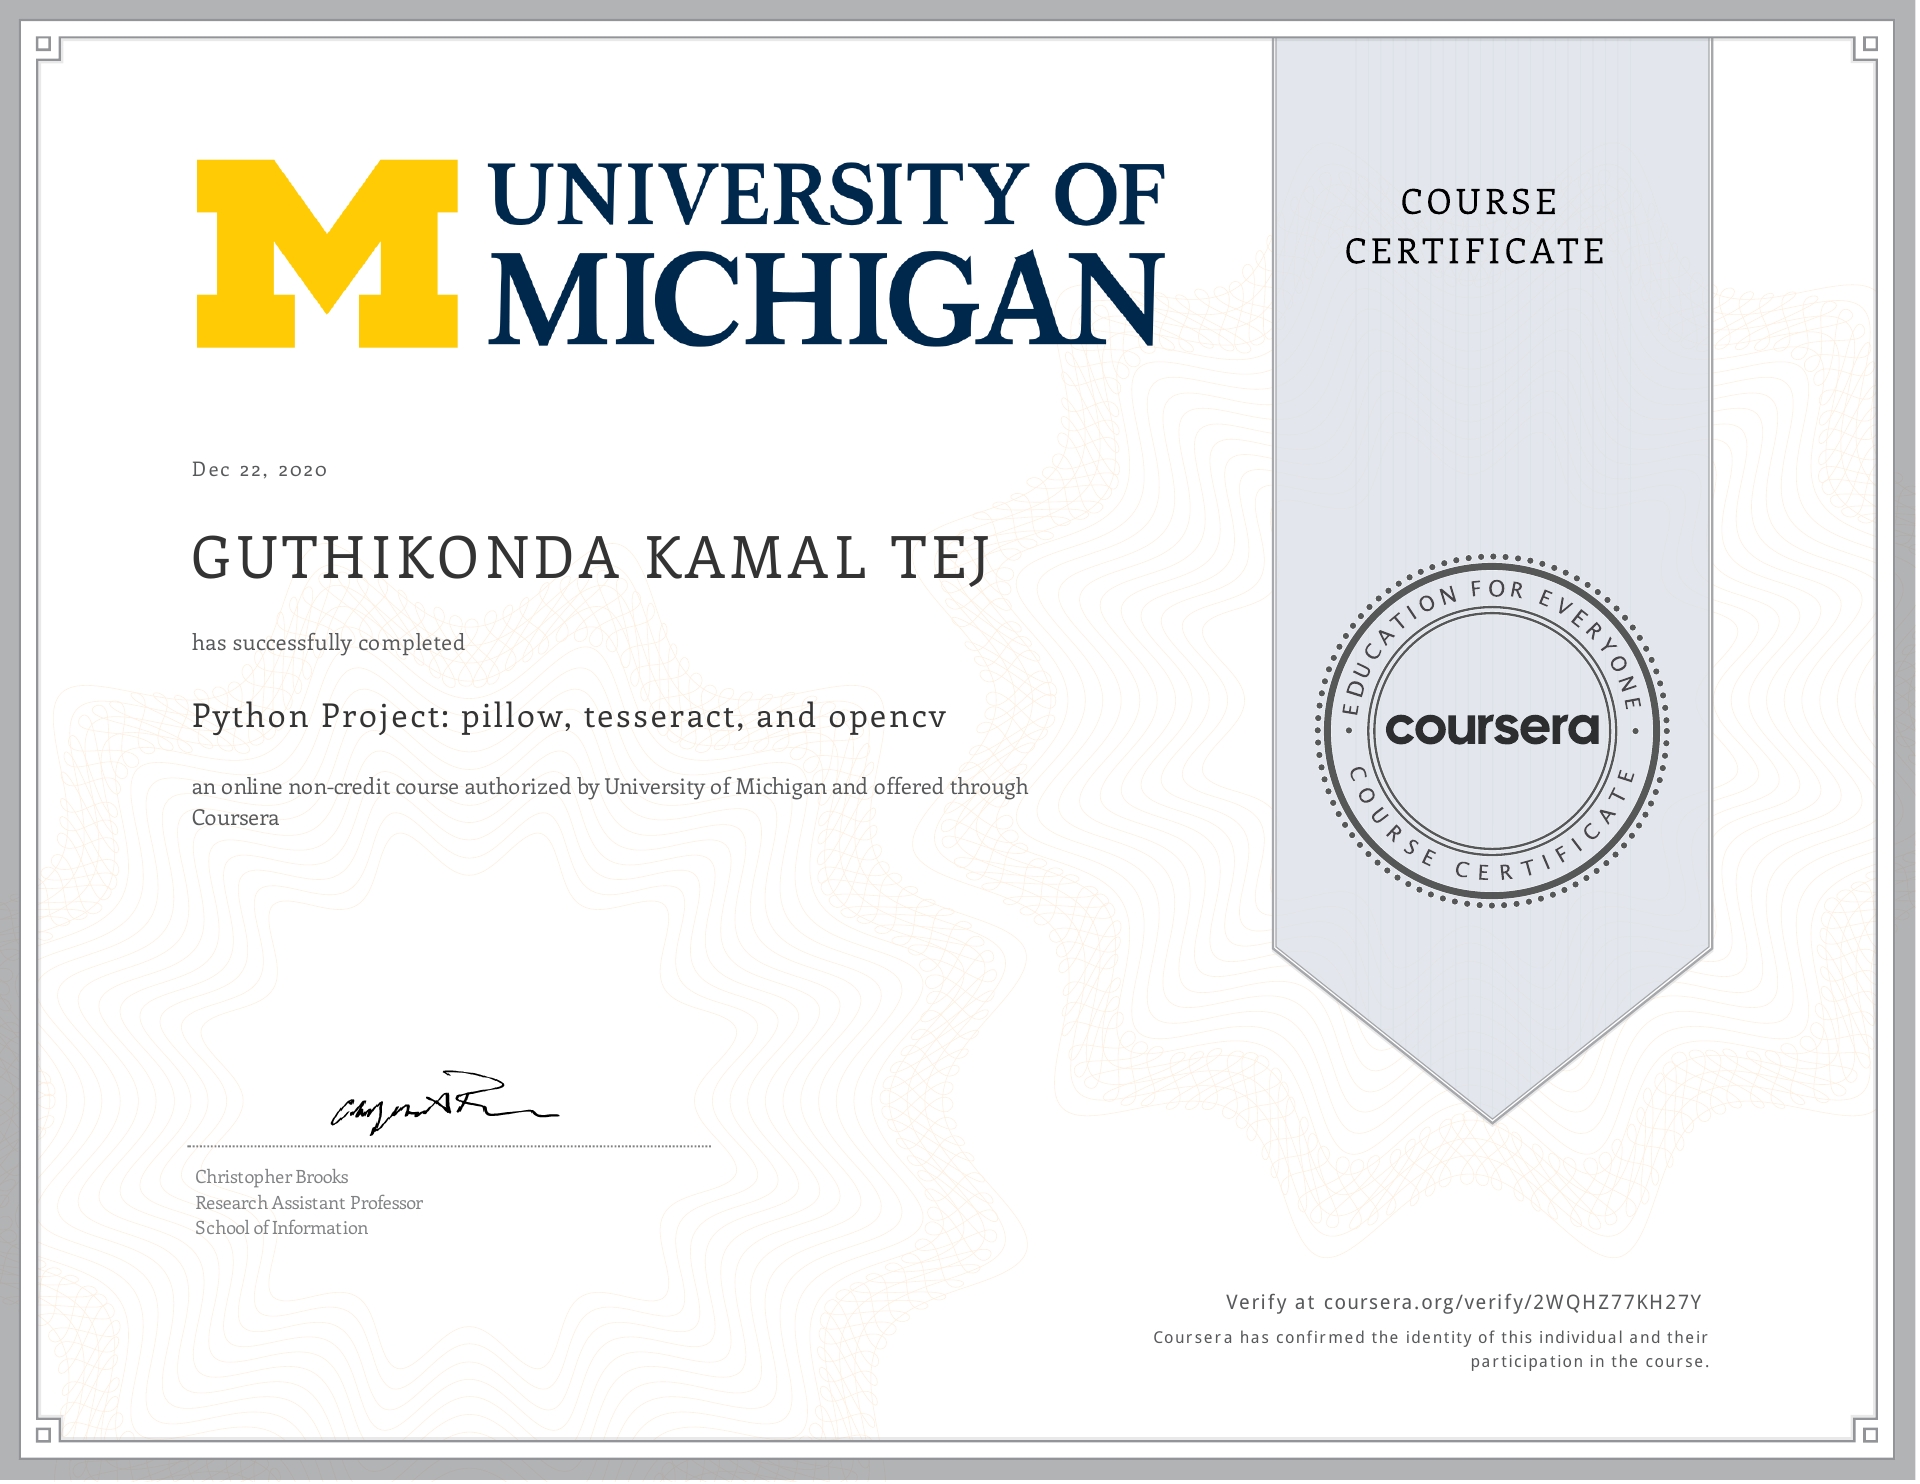 UNIVERSITY OF
MICHIGAN
COURSE
CERTIFICATE
Dec 22, 2020
GUTHIKONDA KAMAL TEJ
has successfully completed
Python Project: pillow, tesseract, and opencv
an online non-credit course authorized by University of Michigan and offered through
Coursera
EDUCATION FOR EVERYONE
coursera
COURSE CERTIFICATE
Christopher Brooks
Research Assistant Professor
School of Information
Verify at coursera.org/verify/2WQHZ77KH27Y
Coursera has confirmed the identity of this individual and their
participation in the course.